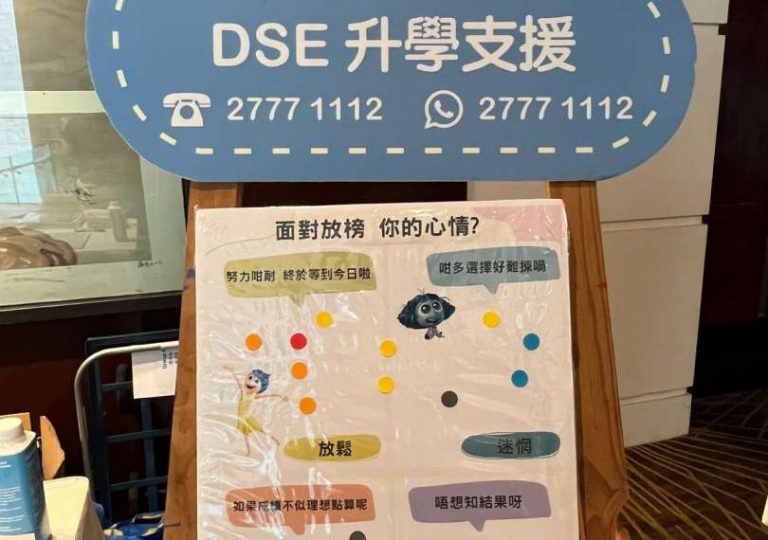 DSE 升學支援
2777 1112 2777 1112
面對放榜 你的心情?
努力咁耐 終於等到今日啦
咁多選擇好難揀喎
放鬆
迷惘
如果成績不似理想點算呢
唔想知結果呀